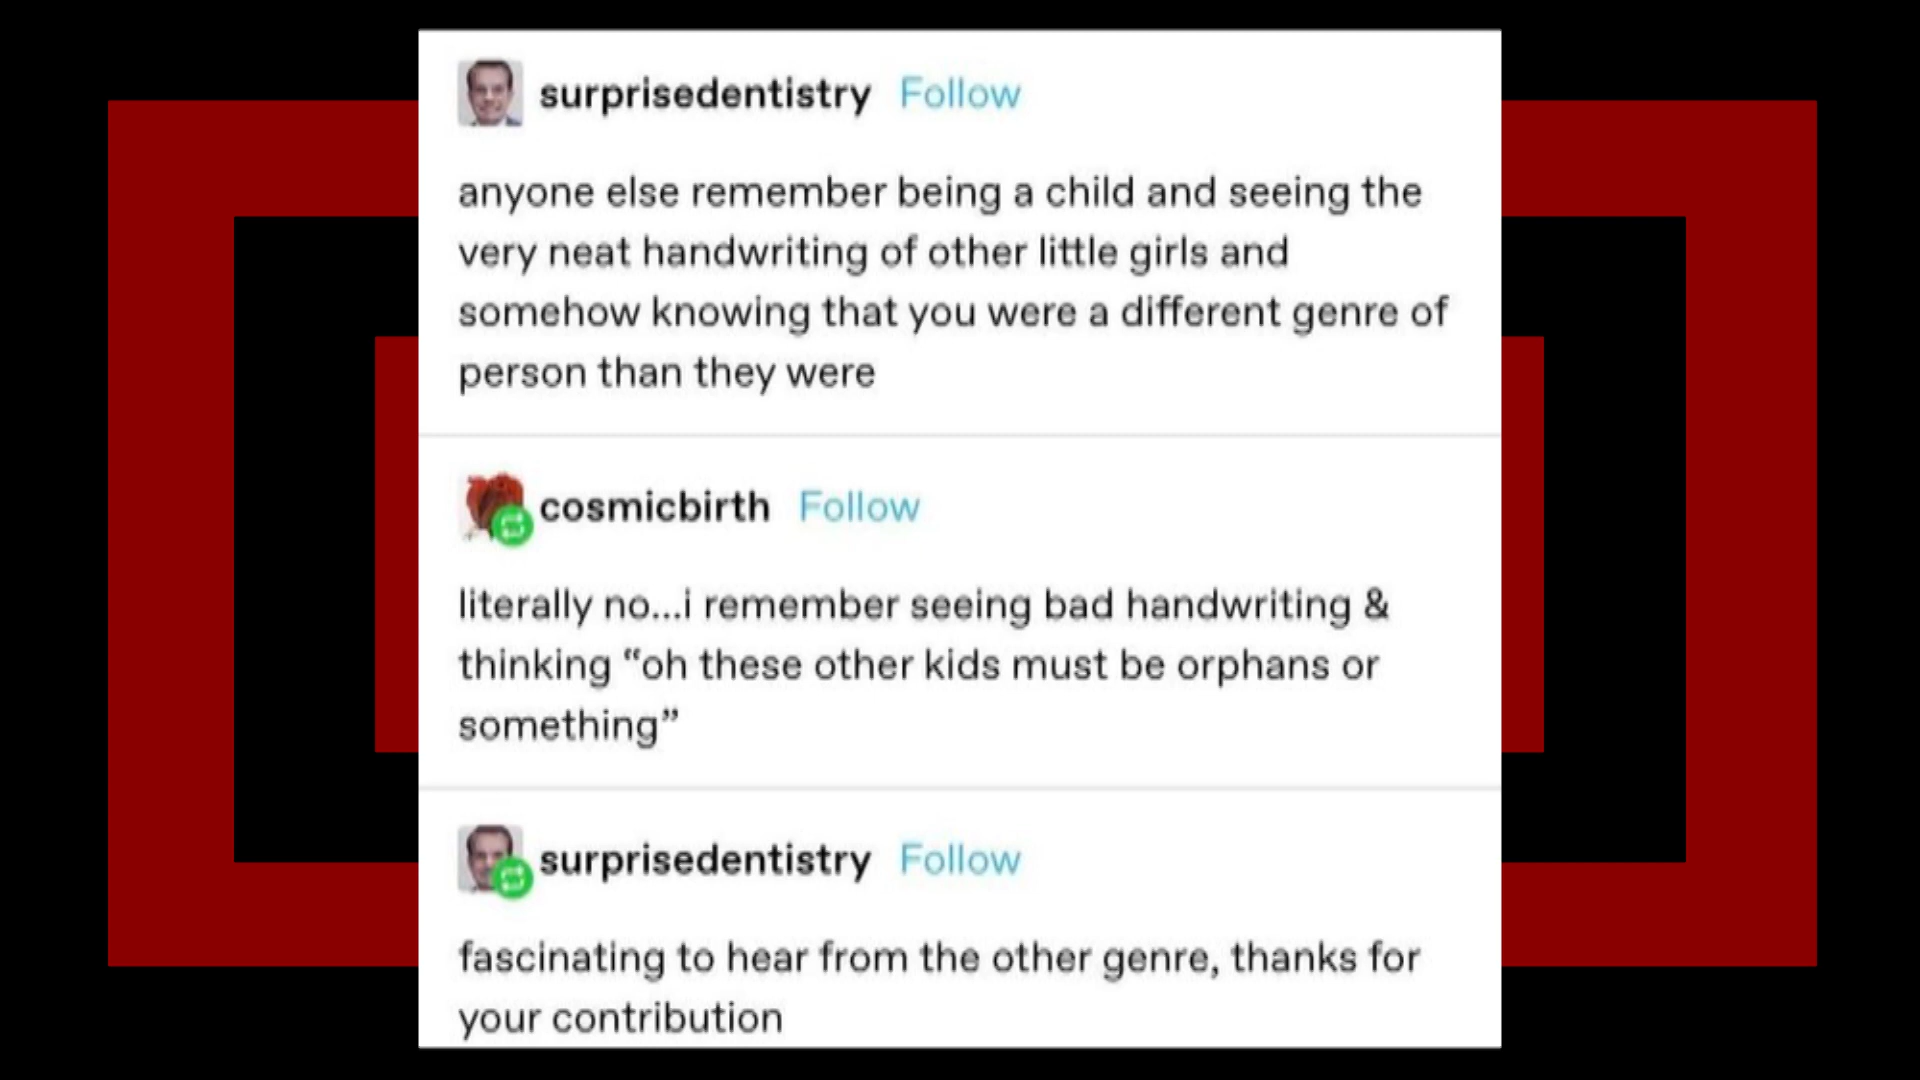 surprisedentistry Follow
anyone else remember being a child and seeing the
very neat handwriting of other little girls and
somehow knowing that you were a different genre of
person than they were
cosmicbirth Follow
literally no...i remember seeing bad handwriting &
thinking “oh these other kids must be orphans or
something”
surprisedentistry Follow
fascinating to hear from the other genre, thanks for
your contribution